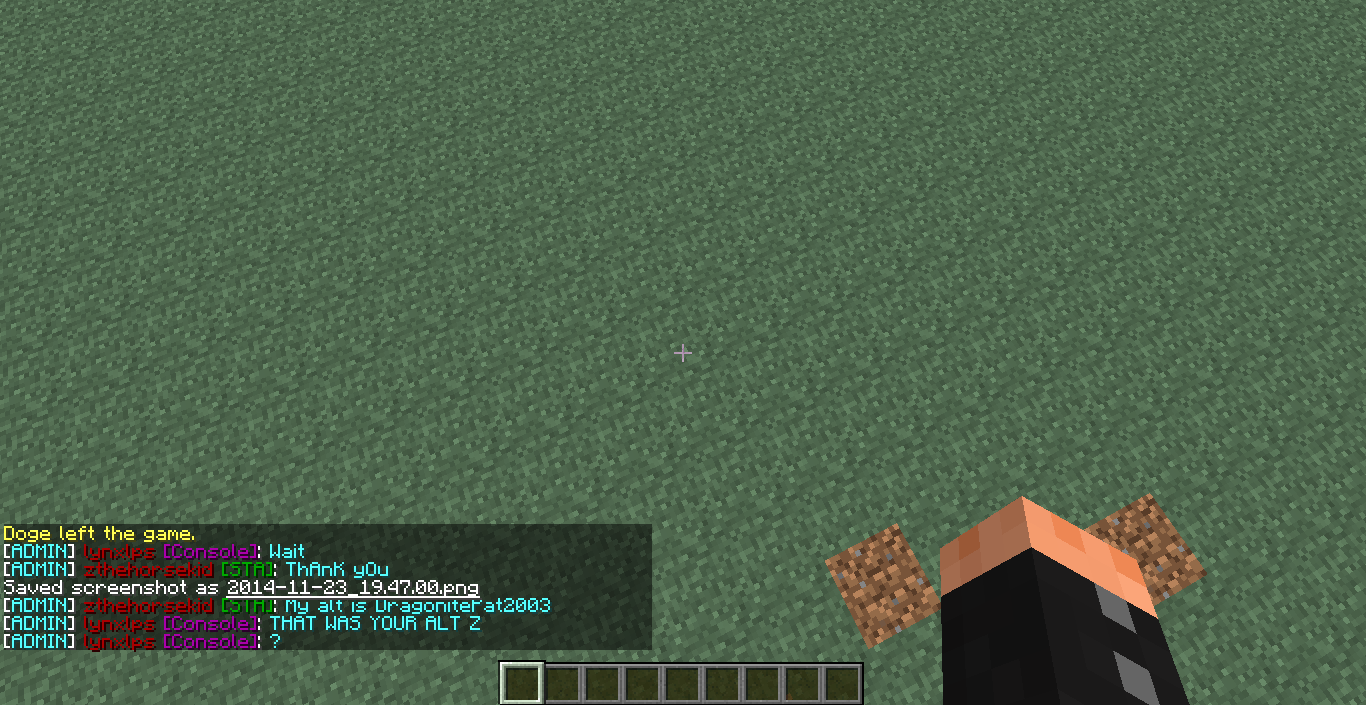 Doge left the game.
[ADMIN] lynxlps [Console]: Wait
[ADMIN] zthehorsekid [STA]: ThAnK yOu
Saved screenshot as 2014-11-23_19.47.00.png
[ADMIN] zthehorsekid [STA]: My alt is DragonitePat2003
[ADMIN] lynxlps [Console]: THAT WAS YOUR ALT Z
[ADMIN] lynxlps [Console]: ?